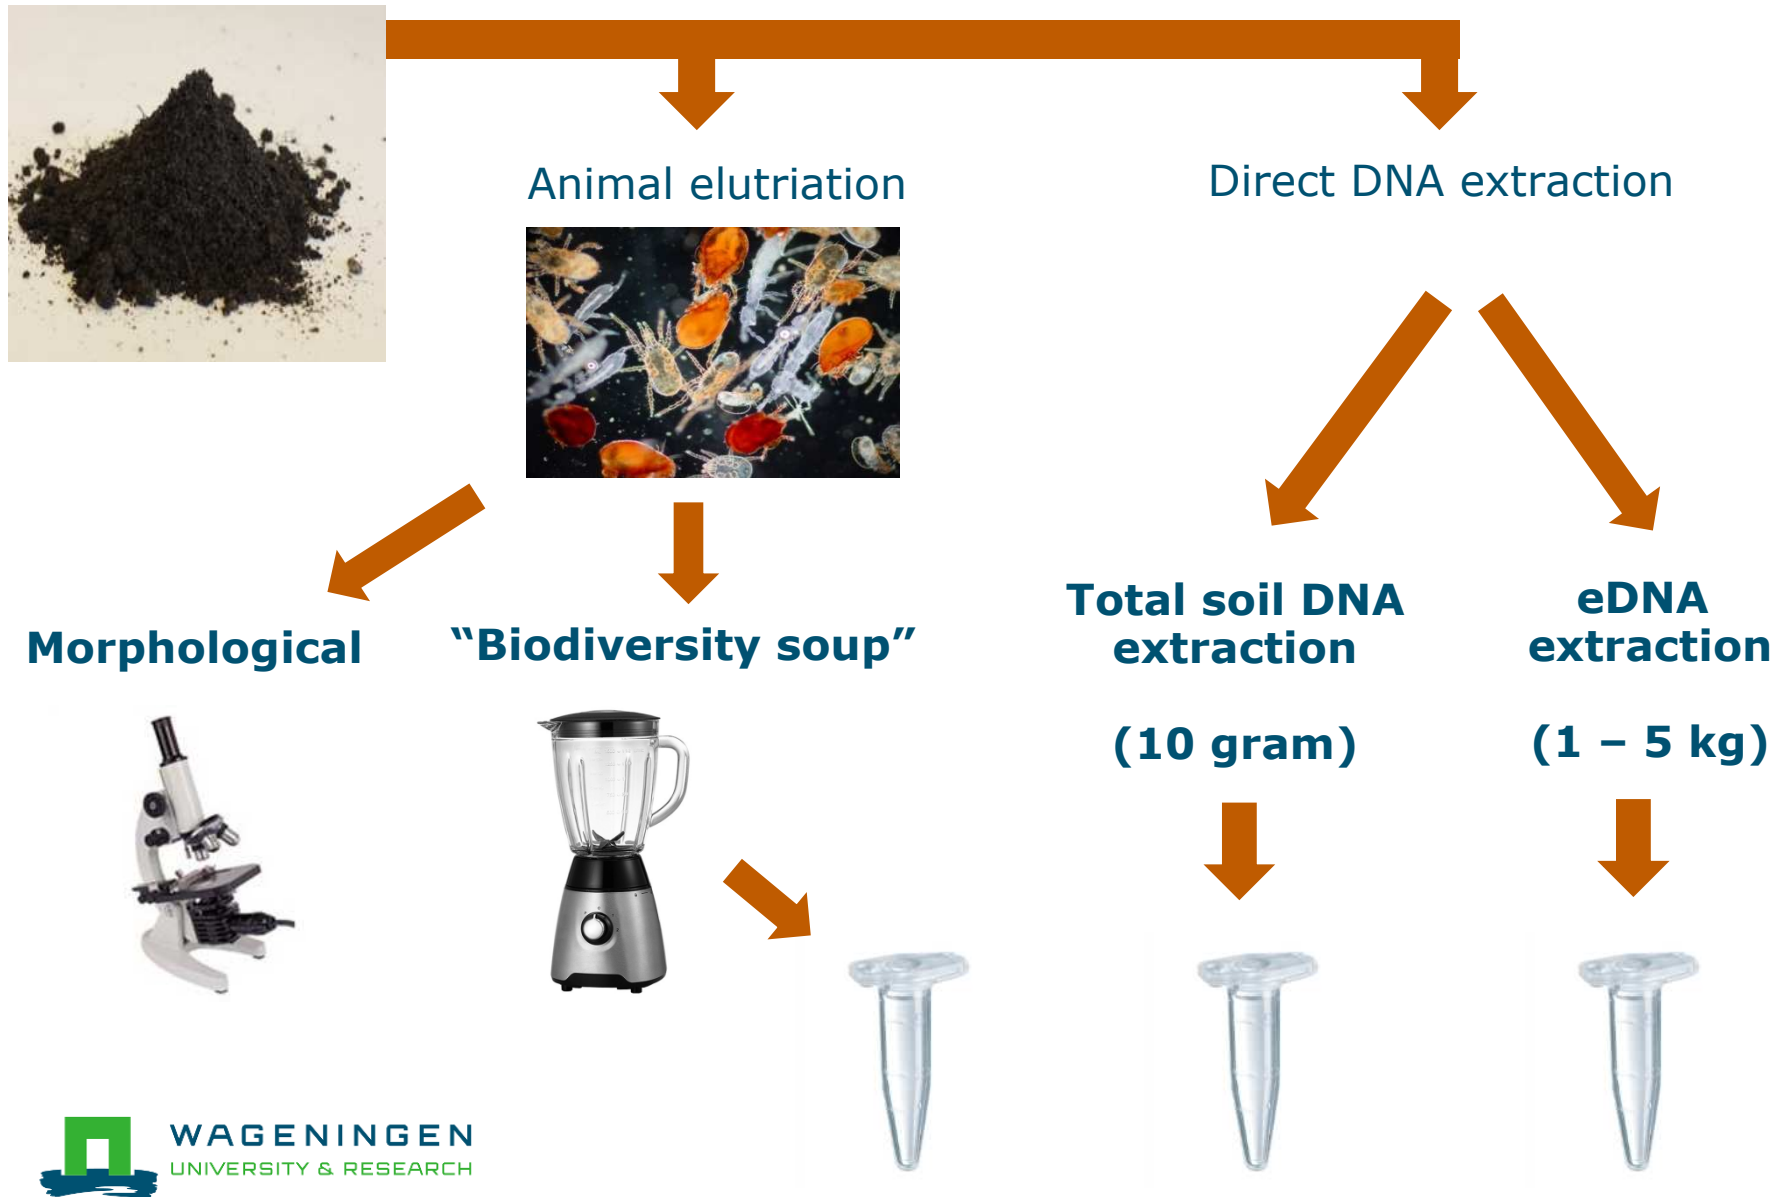 Animal elutriation
Direct DNA extraction
Morphological
“Biodiversity soup”
Total soil DNA
extraction
(10 gram)
eDNA
extraction
(1 – 5 kg)
WAGENINGEN
UNIVERSITY & RESEARCH